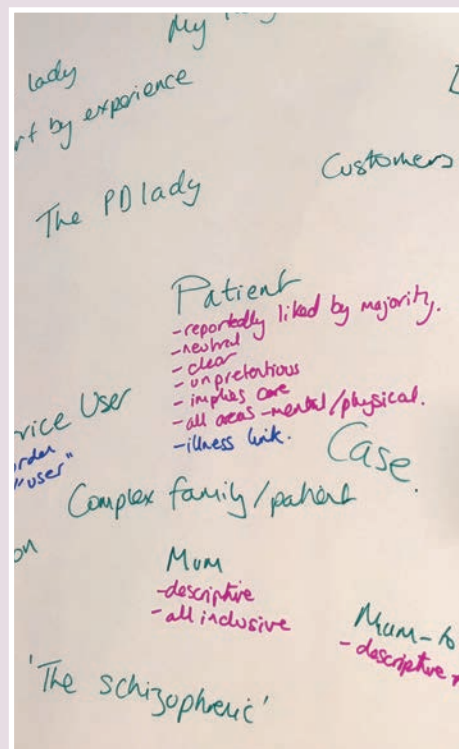 My
lady
by experience
The PD lady
Customers
Patient
-reportedly liked by majority.
-neutral
-clear
-unpretentious
-implies care
-all areas -mental/physical.
-illness link.
User
"user"
Case.
Complex family/patient
on
Mum
-descriptive
-all inclusive
Mum-to
-descriptive
'The schizophrenic'